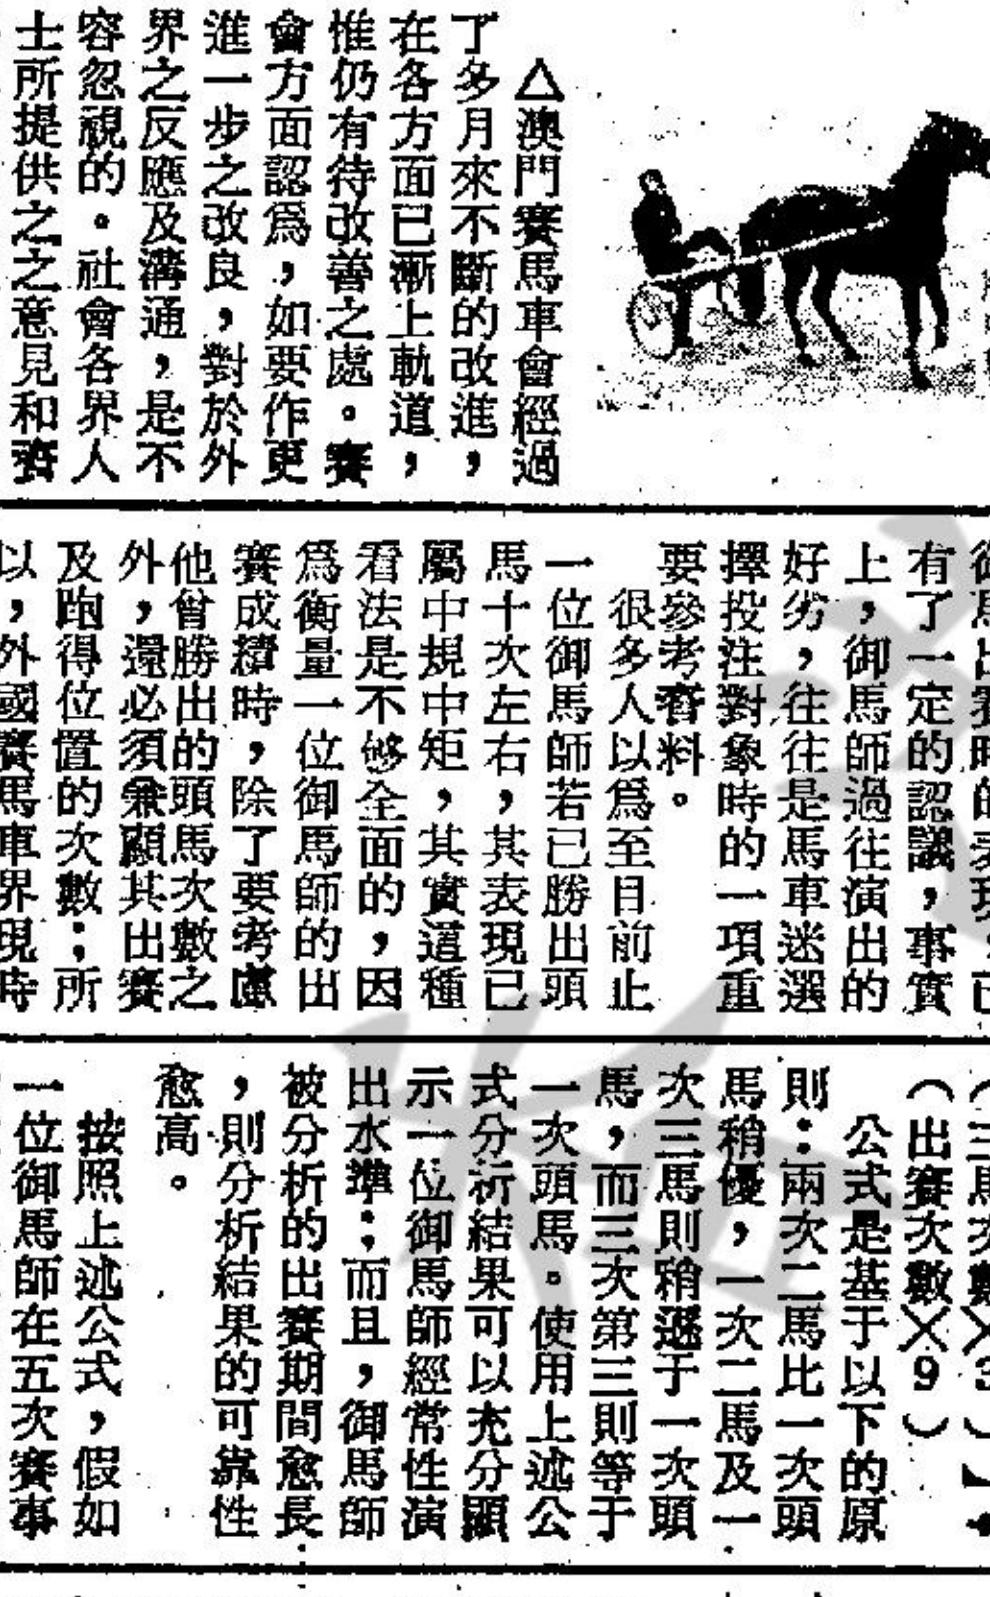 △澳門賽馬車會經過
了多月來不斷的改進，
在各方面已漸上軌道，
惟仍有待改善之處。賽
會方面認爲，如要作更
進一步之改良，對於外
界之反應及溝通，是不
容忽視的。社會各界人
士所提供之之意見和資
有了一定的認識，事實
上，御馬師過往演出的
好劣，往往是馬車迷選
擇投注對象時的一項重
要參考資料。
很多人以爲至目前止
一位御馬師若已勝出頭
馬十次左右，其表現已
屬中規中矩，其實這種
看法是不够全面的，因
爲衡量一位御馬師的出
賽成績時，除了要考慮
他曾勝出的頭馬次數之
外，還必須兼顧其出賽
及跑得位置的次數；所
以，外國賽馬車界現時
（三馬次數×3）】÷
（出賽次數×9）
公式是基于以下的原
則：兩次二馬比一次頭
馬稍優，一次二馬及一
次三馬則稍遜于一次頭
馬，而三次第三則等于
一次頭馬。使用上述公
式分析結果可以充分顯
示一位御馬師經常性演
出水準；而且，御馬師
被分析的出賽期間愈長
，則分析結果的可靠性
愈高。
按照上述公式，假如
一位御馬師在五次賽事